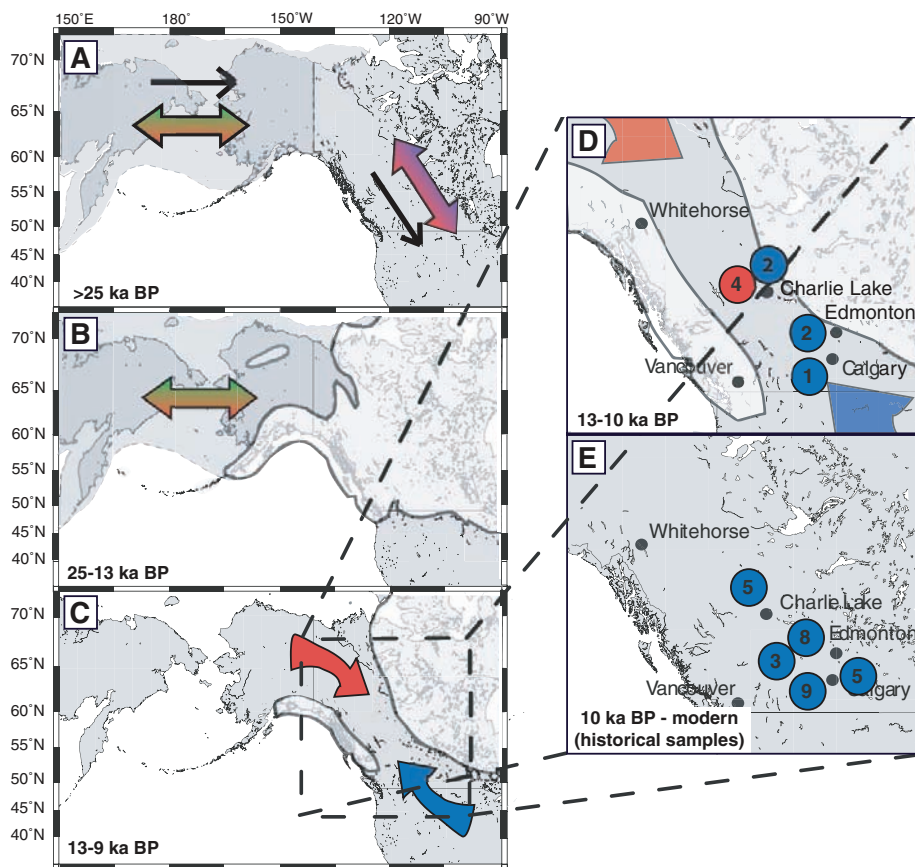 150˚E 180˚ 150˚W 120˚W 90˚W
A
70˚N
65˚N
60˚N
55˚N
50˚N
45˚N
40˚N
>25 ka BP
B
70˚N
65˚N
60˚N
55˚N
50˚N
45˚N
40˚N
25-13 ka BP
C
70˚N
65˚N
60˚N
55˚N
50˚N
45˚N
40˚N
13-9 ka BP
D
Whitehorse
2
4
Charlie Lake
Edmonton
2
Vancouver
1
Calgary
13-10 ka BP
E
Whitehorse
5
Charlie Lake
8
Edmonton
3
5
Vancouver
9
Calgary
10 ka BP - modern
(historical samples)